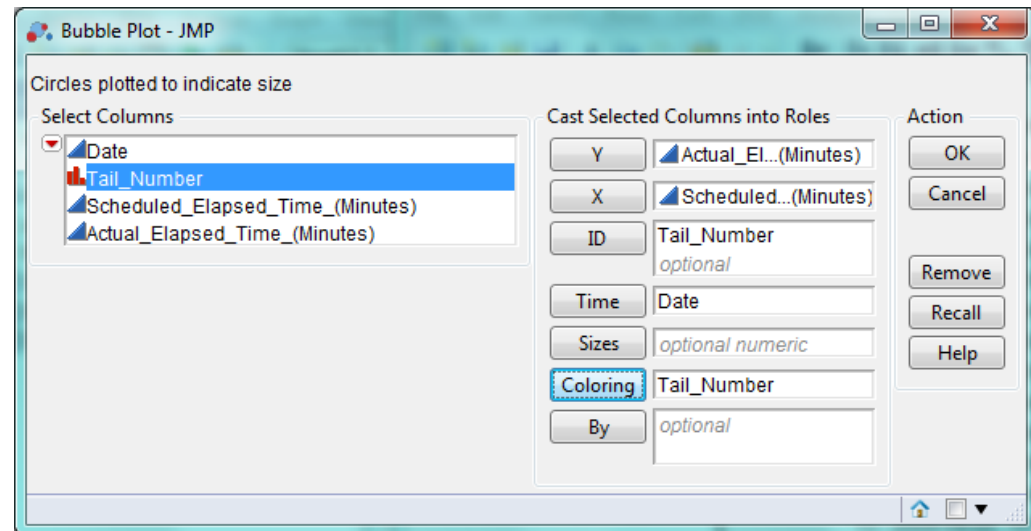 Bubble Plot - JMP
Circles plotted to indicate size
Select Columns
Date
Tail_Number
Scheduled_Elapsed_Time_(Minutes)
Actual_Elapsed_Time_(Minutes)
Cast Selected Columns into Roles
Y
Actual_El...(Minutes)
X
Scheduled...(Minutes)
ID
Tail_Number
optional
Time
Date
Sizes
optional numeric
Coloring
Tail_Number
By
optional
Action
OK
Cancel
Remove
Recall
Help